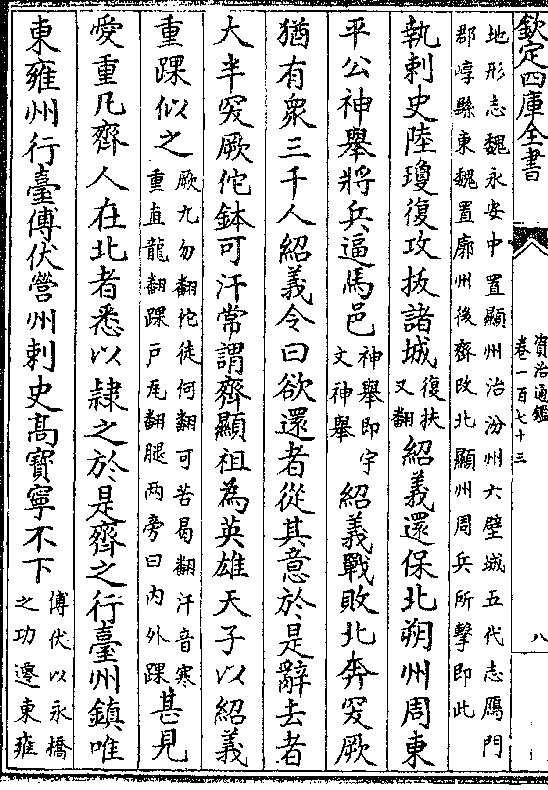 欽定四庫全書
資治通鑑
卷一百七十三
八
地形志魏永安中置顯州治汾州六壁城五代志鴈門
郡崞縣東魏置廓州後齊改北顯州周兵所擊即此
執刺史陸瓊復攻拔諸城復扶又翻紹義還保北朔州周東
平公神舉將兵逼馬邑神舉即宇文神舉紹義戰敗北奔突厥
猶有衆三千人紹義令曰欲還者從其意於是辭去者
大半突厥佗鉢可汗常謂齊顯祖為英雄天子以紹義
重踝似之厥九勿翻佗徒何翻可苦曷翻汗音寒重直龍翻踝戸瓦翻腿两旁曰内外踝甚見
愛重凡齊人在北者悉以隷之於是齊之行臺州鎮唯
東雍州行臺傅伏營州刺史髙寳寧不下傅伏以永橋之功遷東雍